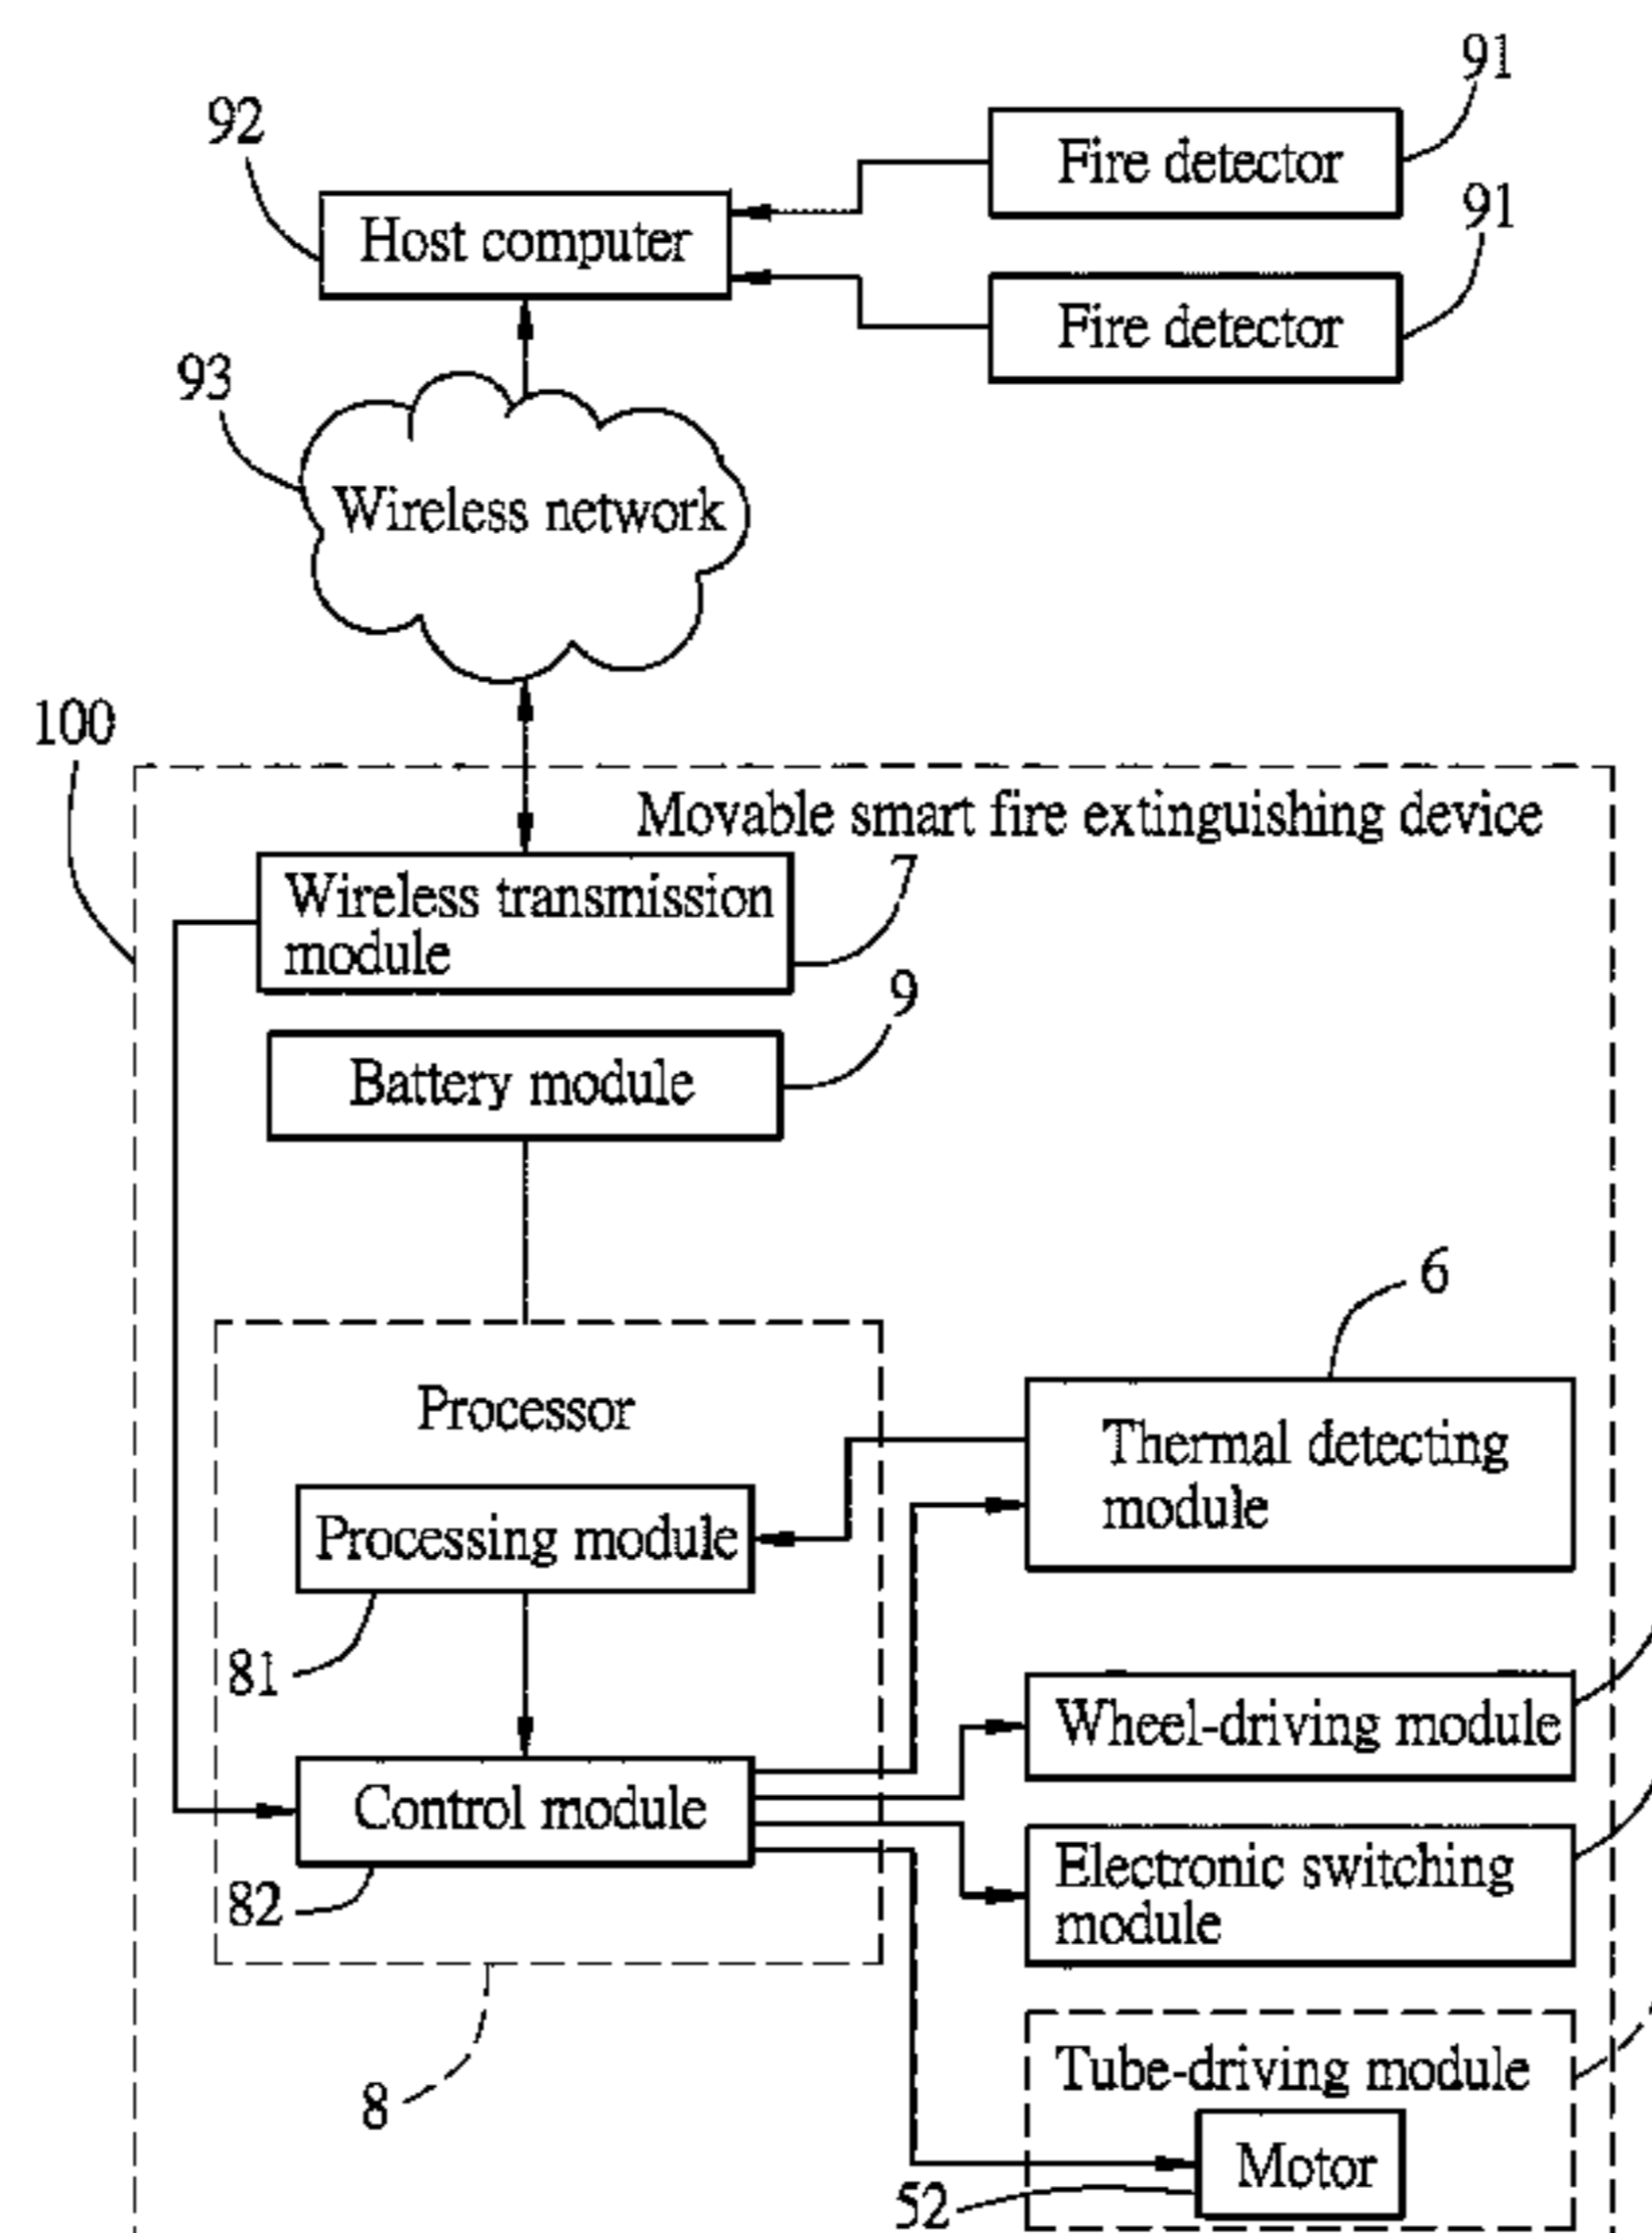 91
92
Fire detector
91
Host computer
Fire detector
93
Wireless network
100
Movable smart fire extinguishing device
7
Wireless transmission
module
9
Battery module
6
Processor
Thermal detecting
module
Processing module
81
Wheel-driving module
Control module
Electronic switching
module
82
Tube-driving module
8
Motor
52